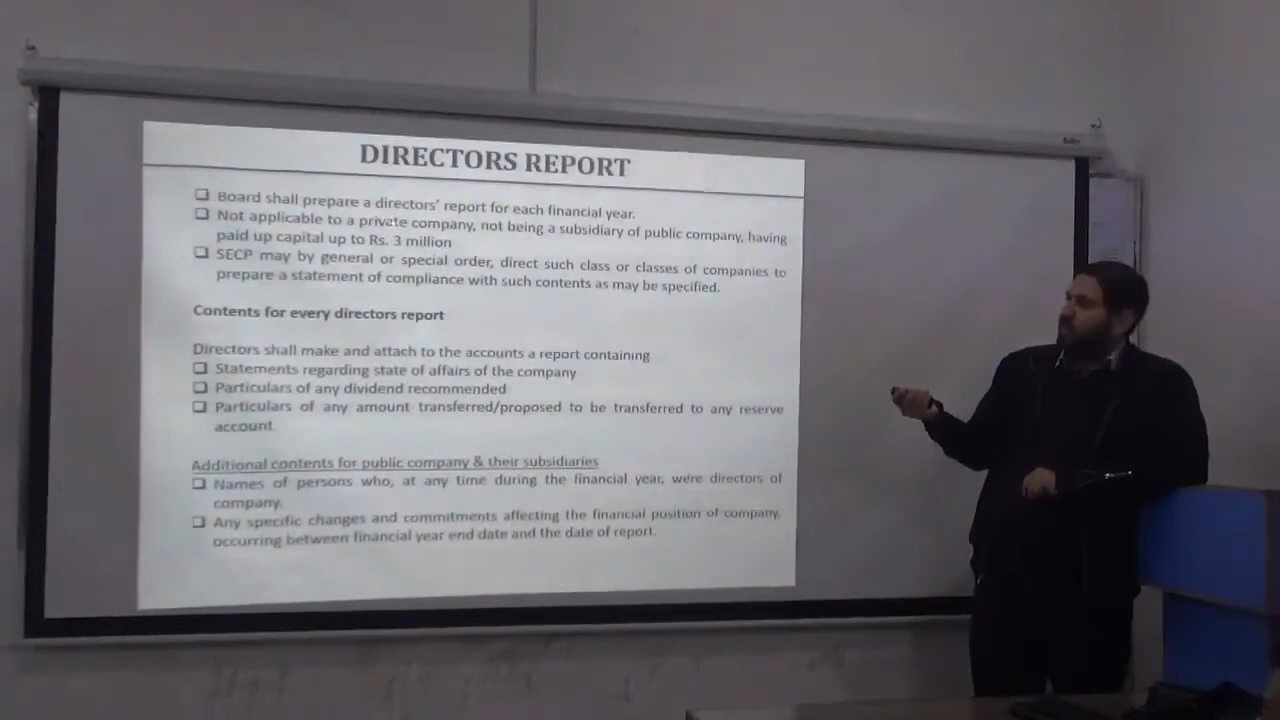 DIRECTORS REPORT
❑ Board shall prepare a directors' report for each financial year.
❑ Not applicable to a private company, not being a subsidiary of public company, having
paid up capital up to Rs. 3 million
❑ SECP may by general or special order, direct such class or classes of companies to
prepare a statement of compliance with such contents as may be specified.
Contents for every directors report
Directors shall make and attach to the accounts a report containing
❑ Statements regarding state of affairs of the company
❑ Particulars of any dividend recommended
❑ Particulars of any amount transferred/proposed to be transferred to any reserve
account
Additional contents for public company & their subsidiaries
❑ Names of persons who, at any time during the financial year, were directors of
company.
❑ Any specific changes and commitments affecting the financial position of company,
occurring between financial year end date and the date of report.